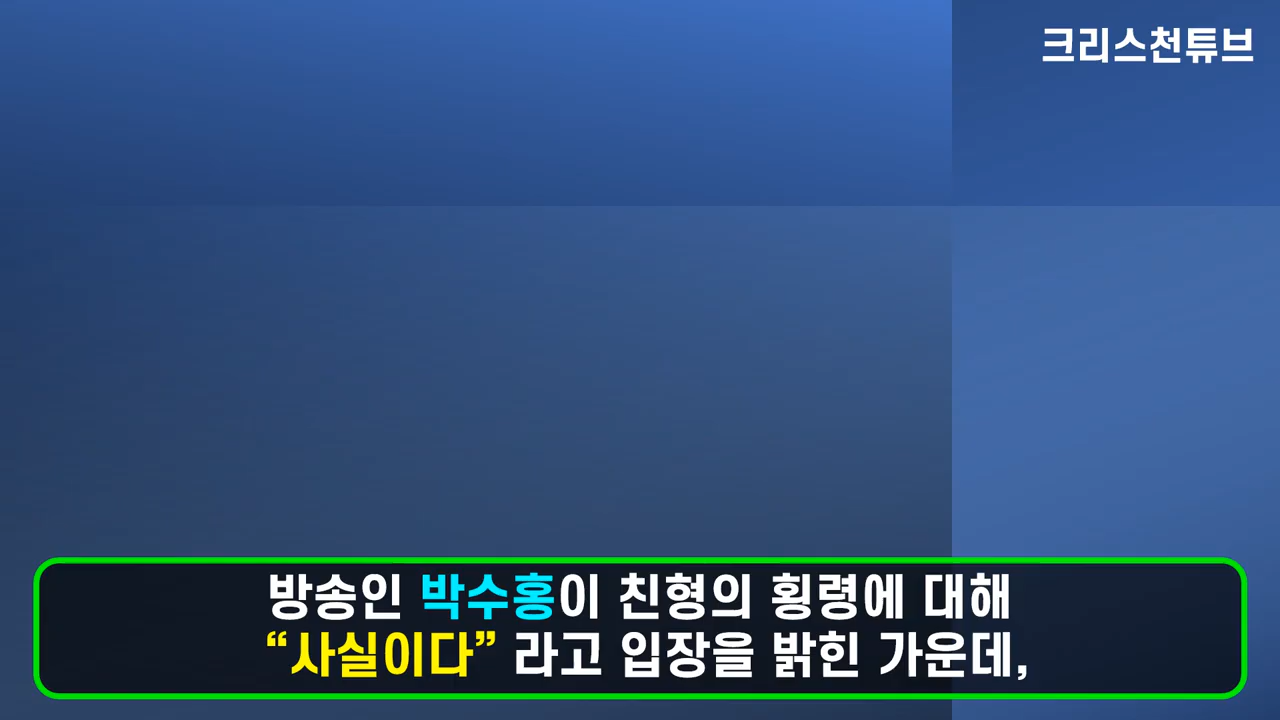 크리스천튜브
방송인 박수홍이 친형의 횡령에 대해
“사실이다” 라고 입장을 밝힌 가운데,